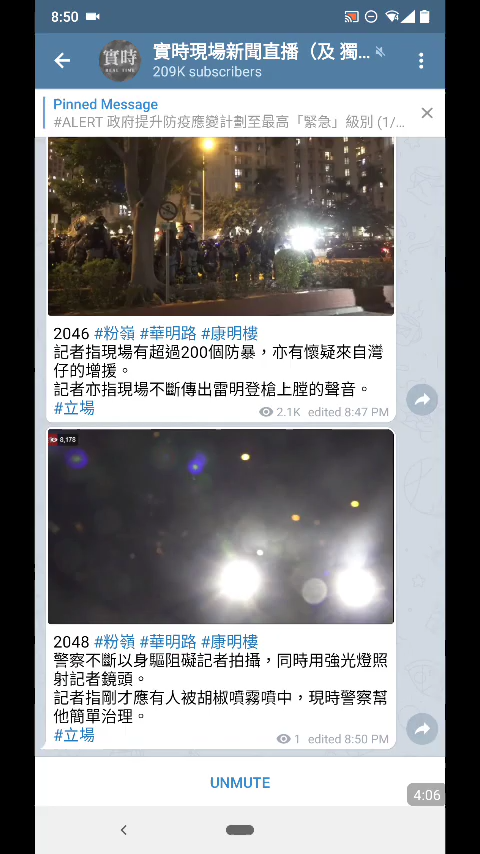 8:50
實時現場新聞直播（及 獨...
209K subscribers
實時
REAL TIME
Pinned Message
#ALERT 政府提升防疫應變計劃至最高「緊急」級別 (1/...
2046 #粉嶺 #華明路 #康明樓
記者指現場有超過200個防暴，亦有懷疑來自灣
仔的增援。
記者亦指現場不斷傳出雷明登槍上膛的聲音。
#立場
2.1K edited 8:47 PM
8,178
2048 #粉嶺 #華明路 #康明樓
警察不斷以身驅阻礙記者拍攝，同時用強光燈照
射記者鏡頭。
記者指剛才應有人被胡椒噴霧噴中，現時警察幫
他簡單治理。
#立場
1 edited 8:50 PM
UNMUTE
4:06